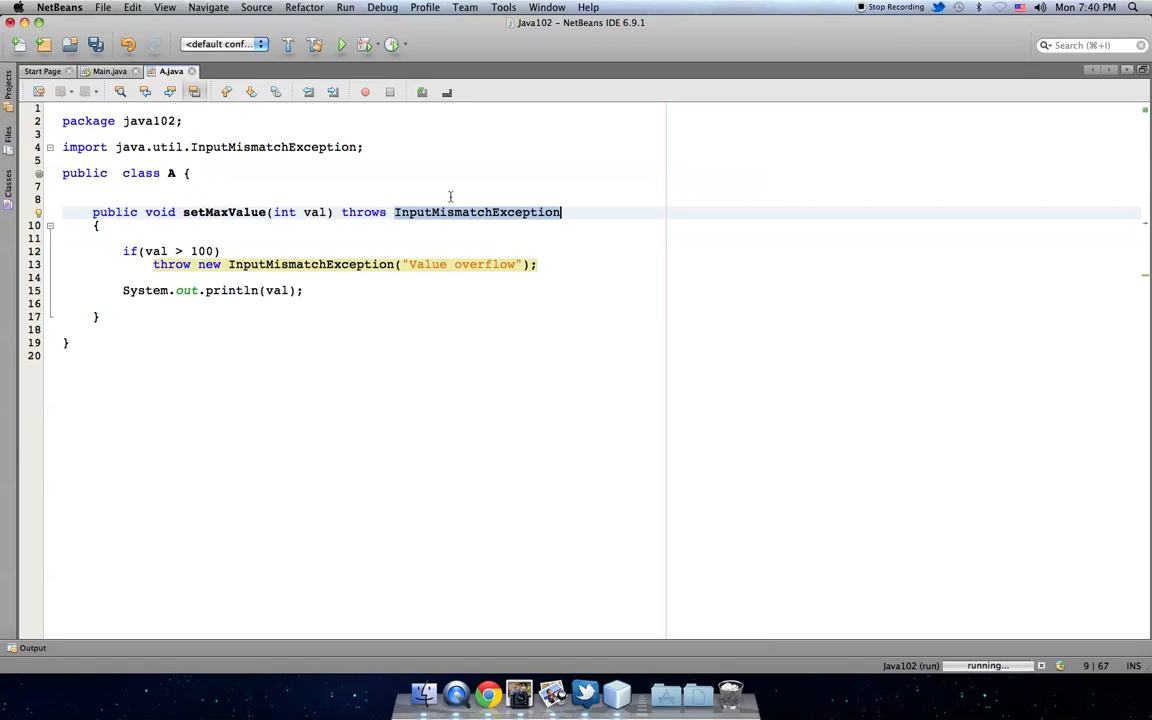 NetBeans File Edit View Navigate Source Refactor Run Debug Profile Team Tools Window Help Stop Recording Mon 7:40 PM
Java102 – NetBeans IDE 6.9.1
<default conf... Search (⌘+I)
Start Page Main.java A.java
Projects
Files
Classes
1
2 package java102;
3
4 import java.util.InputMismatchException;
5
public class A {
7
8
public void setMaxValue(int val) throws InputMismatchException
10 {
11
12 if(val > 100)
13 throw new InputMismatchException("Value overflow");
14
15 System.out.println(val);
16
17 }
18
19 }
20
Output
Java102 (run) running... 9 | 67 INS